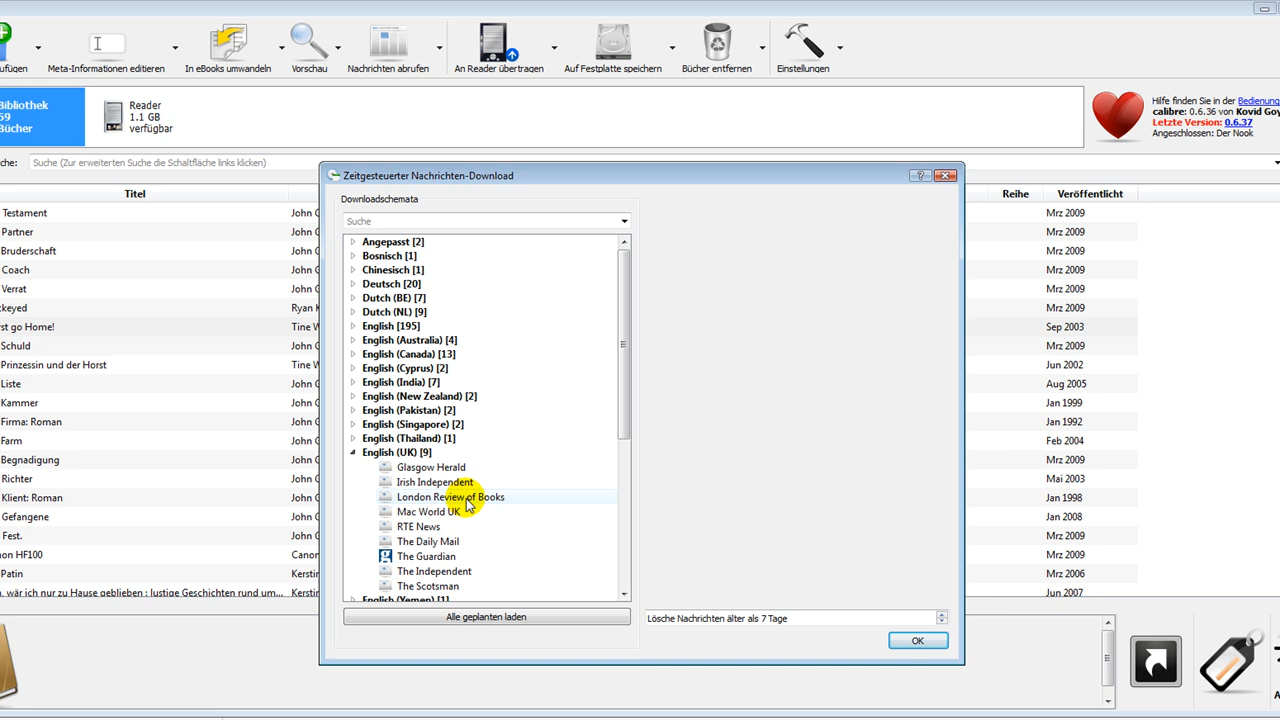 ufügen
Meta-Informationen editieren
In eBooks umwandeln
Vorschau
Nachrichten abrufen
An Reader übertragen
Auf Festplatte speichern
Bücher entfernen
Einstellungen
Bibliothek
59
Bücher
Reader
1.1 GB
verfügbar
Hilfe finden Sie in der Bedienung
calibre: 0.6.36 von Kovid Goy
Letzte Version: 0.6.37
Angeschlossen: Der Nook
che:
Suche (Zur erweiterten Suche die Schaltfläche links klicken)
Titel
Reihe
Veröffentlicht
Testament John G Mrz 2009
Partner John G Mrz 2009
Bruderschaft John G Mrz 2009
Coach John G Mrz 2009
Verrat John G Mrz 2009
ckeyed Ryan K Mrz 2009
rst go Home! Tine W Sep 2003
Schuld John G Mrz 2009
Prinzessin und der Horst Tine W Jun 2002
Liste John G Aug 2005
Kammer John G Jan 1999
Firma: Roman John G Jan 1992
Farm John G Feb 2004
Begnadigung John G Mrz 2009
Richter John G Mai 2003
Klient: Roman John G Jan 1998
Gefangene John G Mrz 2009
Fest. John G Jan 2008
non HF100 Canon Mrz 2009
Patin Kerstin Mrz 2006
, wär ich nur zu Hause geblieben : lustige Geschichten rund um... Kerstin Jun 2007
Zeitgesteuerter Nachrichten-Download
Downloadschemata
Suche
Angepasst [2]
Bosnisch [1]
Chinesisch [1]
Deutsch [20]
Dutch (BE) [7]
Dutch (NL) [9]
English [195]
English (Australia) [4]
English (Canada) [13]
English (Cyprus) [2]
English (India) [7]
English (New Zealand) [2]
English (Pakistan) [2]
English (Singapore) [2]
English (Thailand) [1]
English (UK) [9]
Glasgow Herald
Irish Independent
London Review of Books
Mac World UK
RTE News
The Daily Mail
The Guardian
The Independent
The Scotsman
English (Yemen) [1]
Alle geplanten laden
Lösche Nachrichten älter als 7 Tage
OK